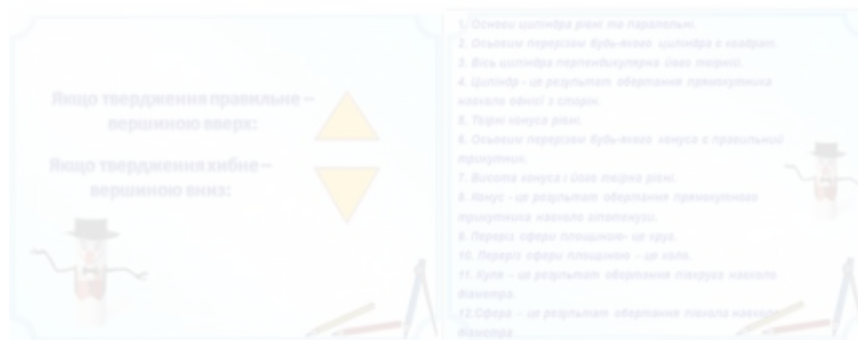 Якщо твердження правильне –
вершиною вверх:
Якщо твердження хибне –
вершиною вниз:
1. Основи циліндра рівні та паралельні.
2. Осьовим перерізом будь-якого циліндра є квадрат.
3. Вісь циліндра перпендикулярна його твірній.
4. Циліндр - це результат обертання прямокутника
навколо однієї з сторін.
5. Твірні конуса рівні.
6. Осьовим перерізом будь-якого конуса є правильний
трикутник.
7. Висота конуса і його твірна рівні.
8. Конус - це результат обертання прямокутного
трикутника навколо гіпотенузи.
9. Переріз сфери площиною- це круг.
10. Переріз сфери площиною – це коло.
11. Куля – це результат обертання півкруга навколо
діаметра.
12.Сфера – це результат обертання півкола навколо
діаметра